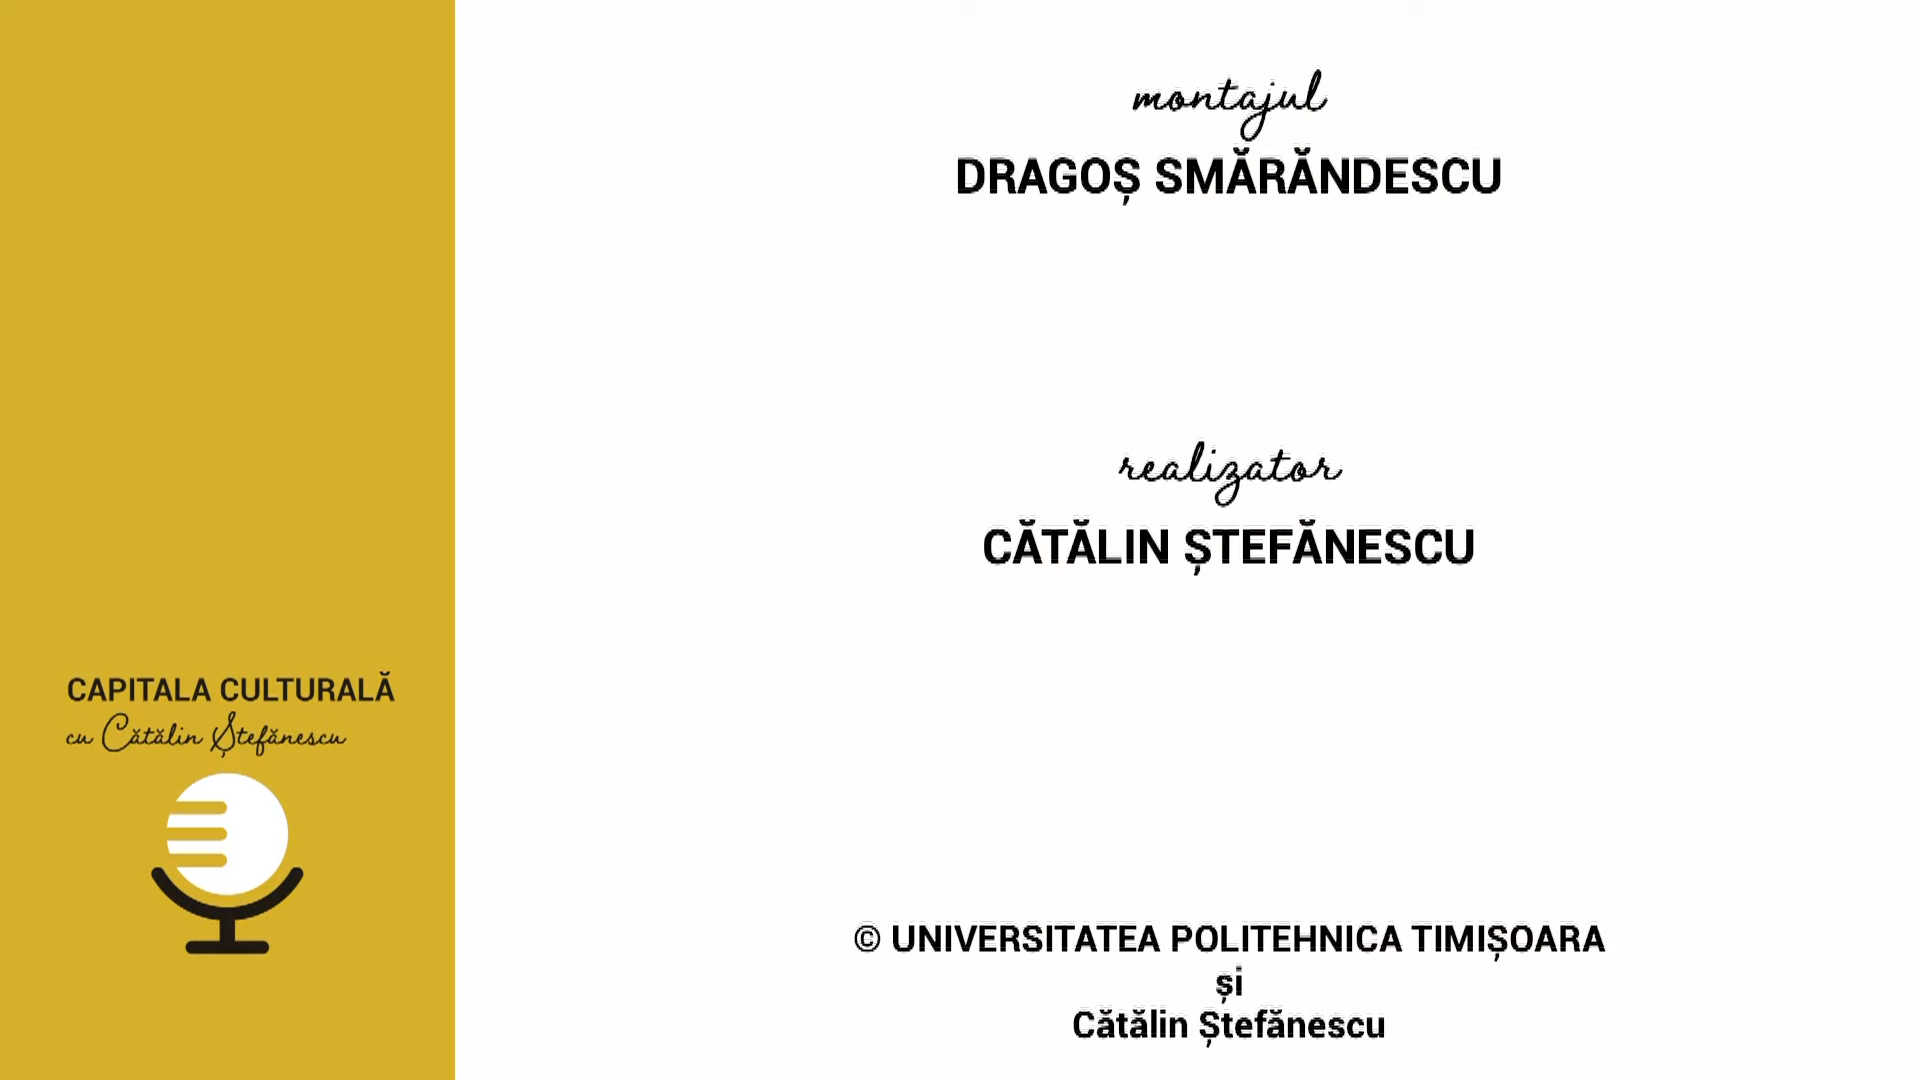 montajul
DRAGOȘ SMĂRĂNDESCU
realizator
CĂTĂLIN ȘTEFĂNESCU
CAPITALA CULTURALĂ
cu Cătălin Ștefănescu
© UNIVERSITATEA POLITEHNICA TIMIȘOARA
și
Cătălin Ștefănescu